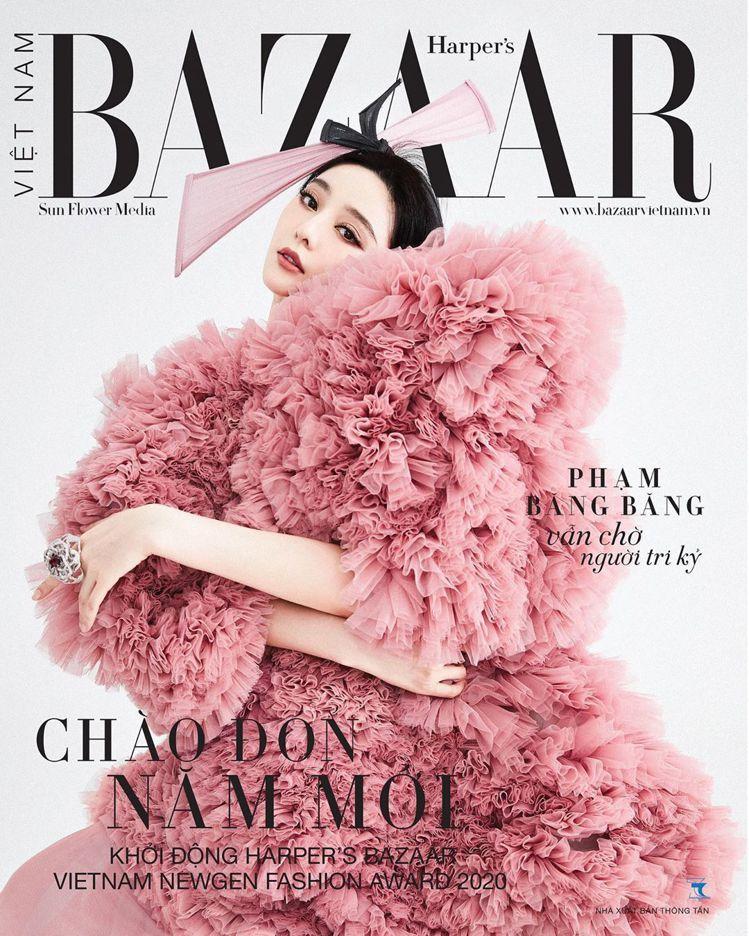 VIỆT NAM
BAZAAR
Harper's
Sun Flower Media
www.bazaarvietnam.vn
PHẠM
BĂNG BĂNG
vẫn chờ
người tri kỷ
CHÀO ĐÓN
NĂM MỚI
KHỞI ĐỘNG HARPER'S BAZAAR
VIETNAM NEWGEN FASHION AWARD 2020
NHÀ XUẤT BẢN THÔNG TẤN